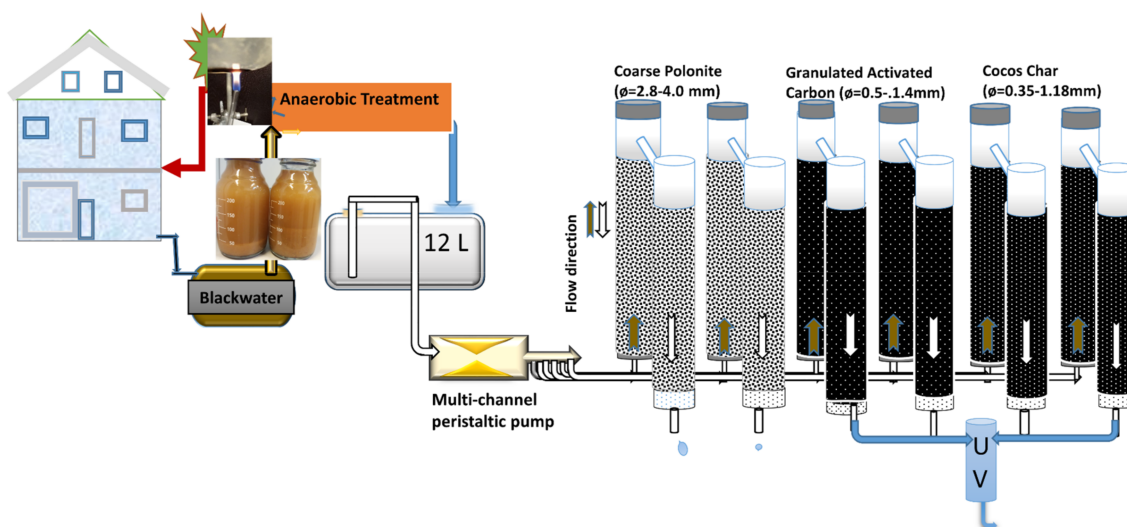 Anaerobic Treatment
Blackwater
12 L
Multi-channel
peristaltic pump
Flow direction
Coarse Polonite
(ø=2.8-4.0 mm)
Granulated Activated
Carbon (ø=0.5-.1.4mm)
Cocos Char
(ø=0.35-1.18mm)
U
V